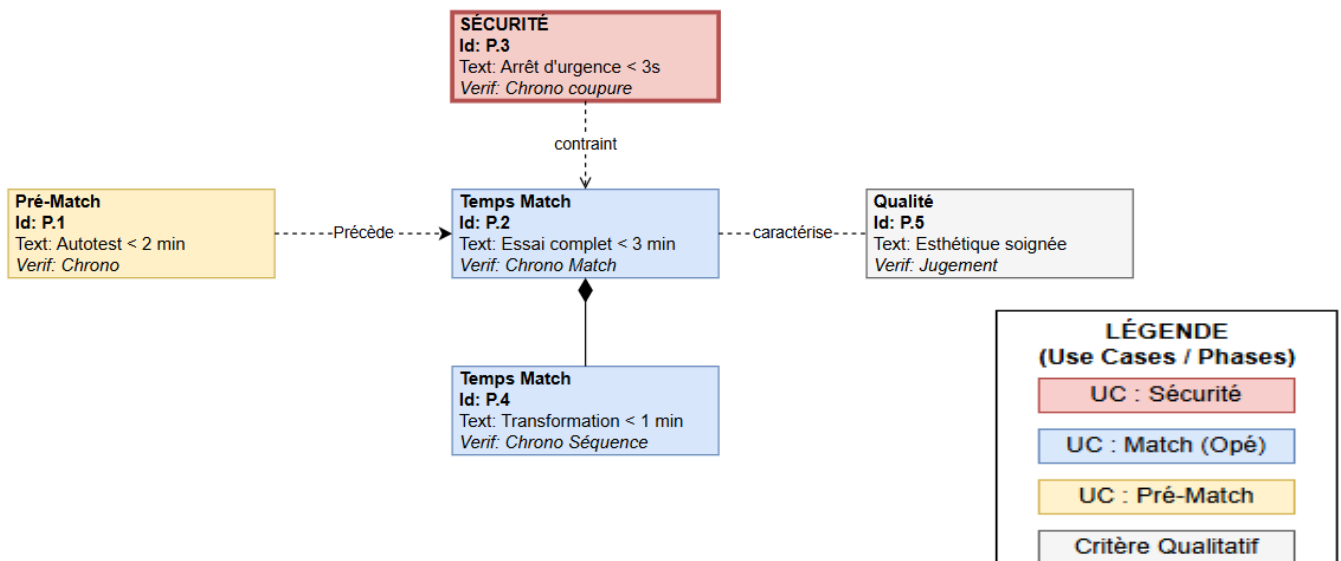 SÉCURITÉ
Id: P.3
Text: Arrêt d'urgence < 3s
Verif: Chrono coupure
contraint
Pré-Match
Id: P.1
Text: Autotest < 2 min
Verif: Chrono
Précède
Temps Match
Id: P.2
Text: Essai complet < 3 min
Verif: Chrono Match
caractérise
Qualité
Id: P.5
Text: Esthétique soignée
Verif: Jugement
Temps Match
Id: P.4
Text: Transformation < 1 min
Verif: Chrono Séquence
LÉGENDE
(Use Cases / Phases)
UC : Sécurité
UC : Match (Opé)
UC : Pré-Match
Critère Qualitatif